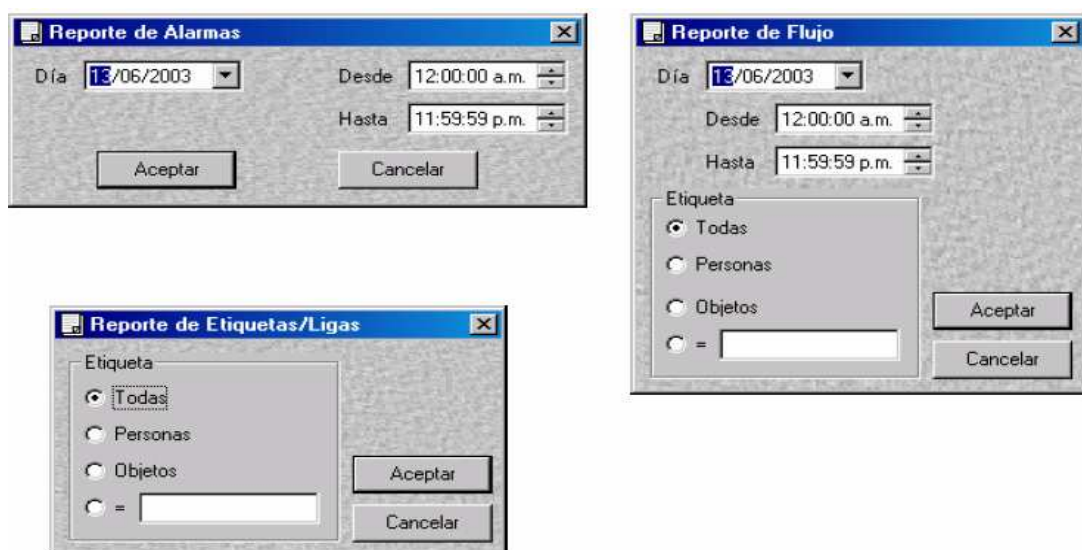 Reporte de Alarmas
Día 13/06/2003 Desde 12:00:00 a.m.
Hasta 11:59:59 p.m.
Aceptar Cancelar
Reporte de Flujo
Día 13/06/2003
Desde 12:00:00 a.m.
Hasta 11:59:59 p.m.
Etiqueta
Todas
Personas
Objetos
=
Aceptar
Cancelar
Reporte de Etiquetas/Ligas
Etiqueta
Todas
Personas
Objetos
=
Aceptar
Cancelar